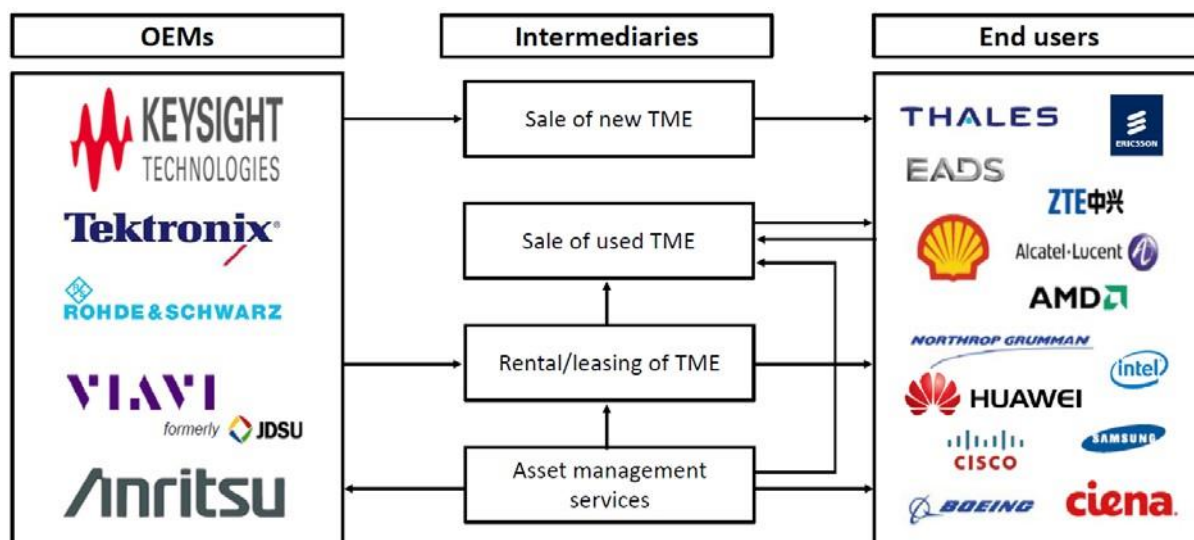 OEMs
Intermediaries
End users
KEYSIGHT
TECHNOLOGIES
Tektronix®
R&S
ROHDE & SCHWARZ
VIAVI
formerly JDSU
Anritsu
Sale of new TME
Sale of used TME
Rental/leasing of TME
Asset management
services
THALES
ERICSSON
EADS
ZTE中兴
Alcatel·Lucent
AMD
NORTHROP GRUMMAN
intel
HUAWEI
SAMSUNG
CISCO
BOEING
ciena.